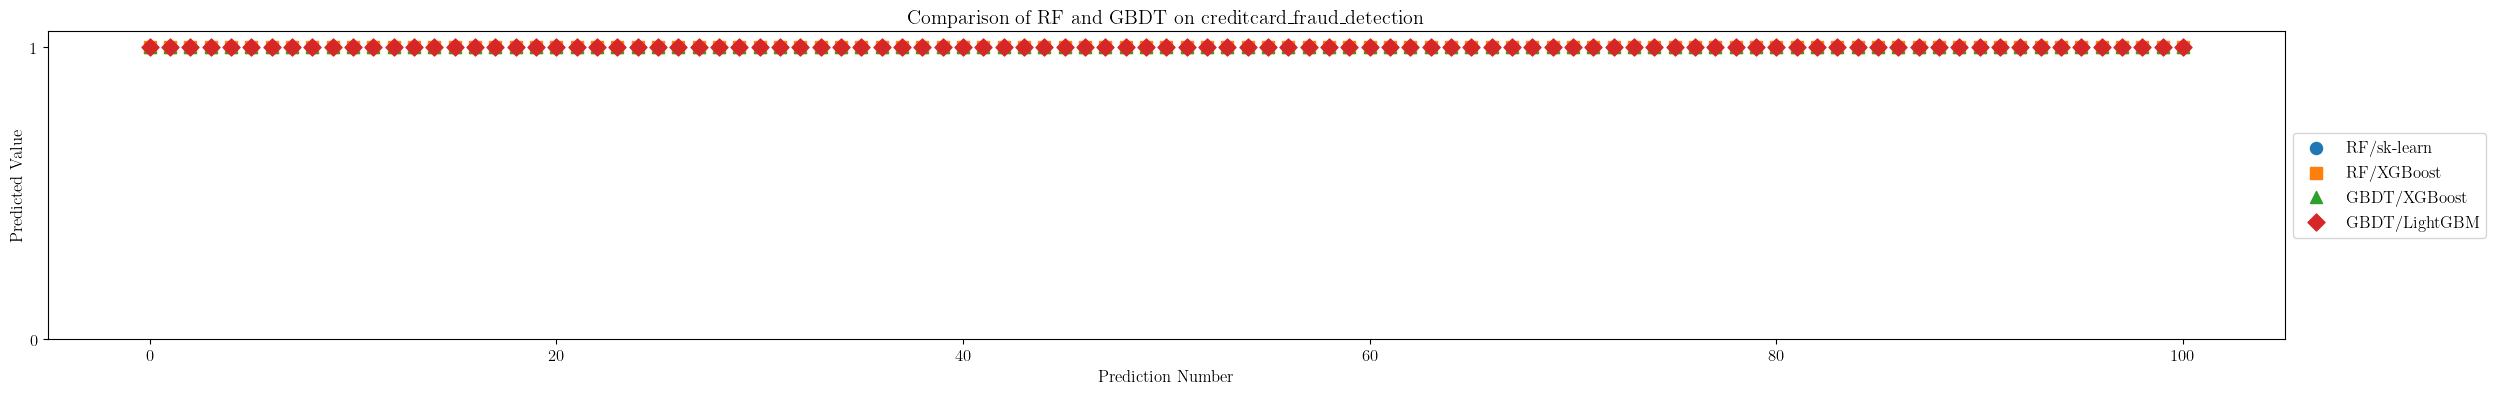 Comparison of RF and GBDT on creditcard_fraud_detection
Predicted Value
1
0
0 20 40 60 80 100
Prediction Number
RF/sk-learn
RF/XGBoost
GBDT/XGBoost
GBDT/LightGBM